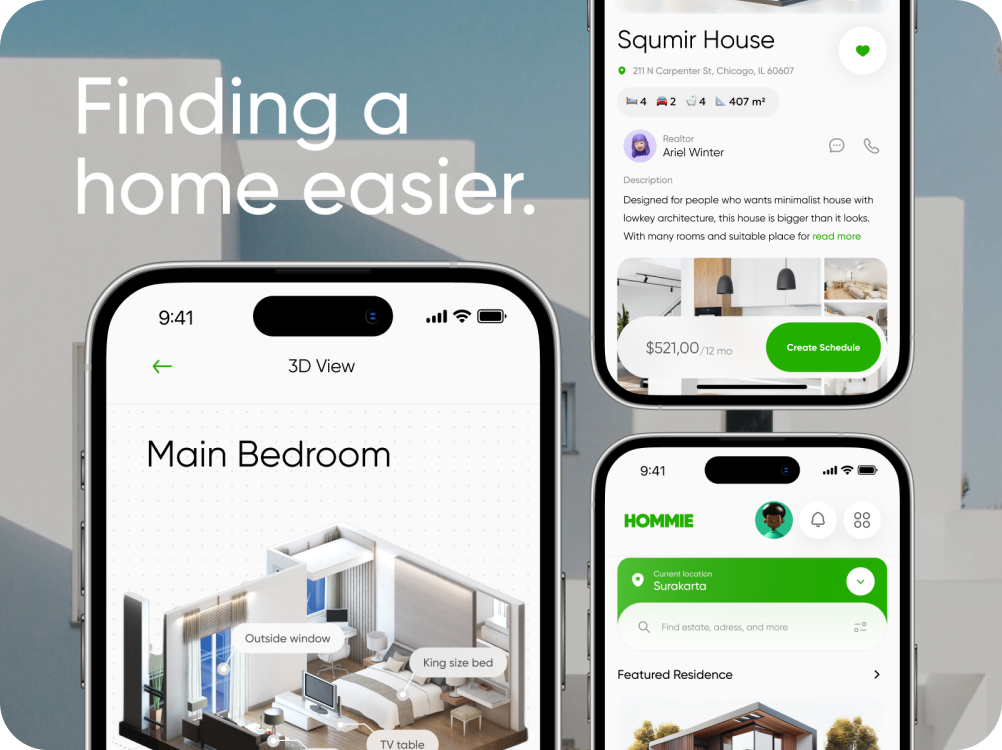 Finding a
home easier.
9:41
3D View
Main Bedroom
Outside window
King size bed
TV table
Squmir House
211 N Carpenter St, Chicago, IL 60607
4 2 4 407 m²
Realtor
Ariel Winter
Description
Designed for people who wants minimalist house with
lowkey architecture, this house is bigger than it looks.
With many rooms and suitable place for read more
$521,00/12 mo
Create Schedule
9:41
HOMMIE
Current location
Surakarta
Find estate, adress, and more
Featured Residence